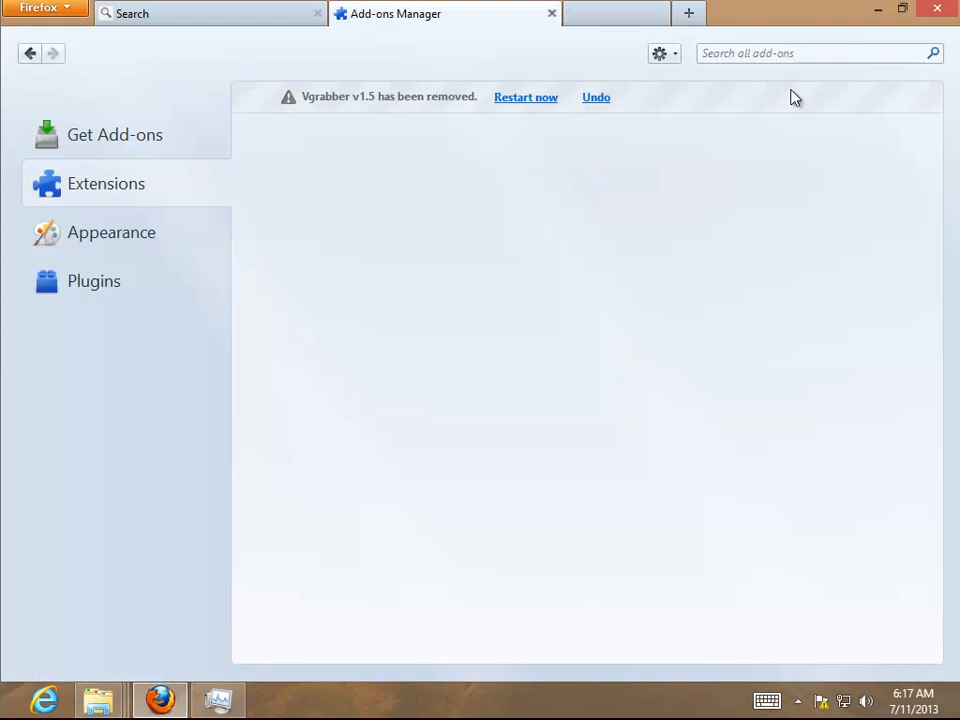 Firefox
Search
Add-ons Manager
Search all add-ons
Vgrabber v1.5 has been removed. Restart now Undo
Get Add-ons
Extensions
Appearance
Plugins
6:17 AM
7/11/2013